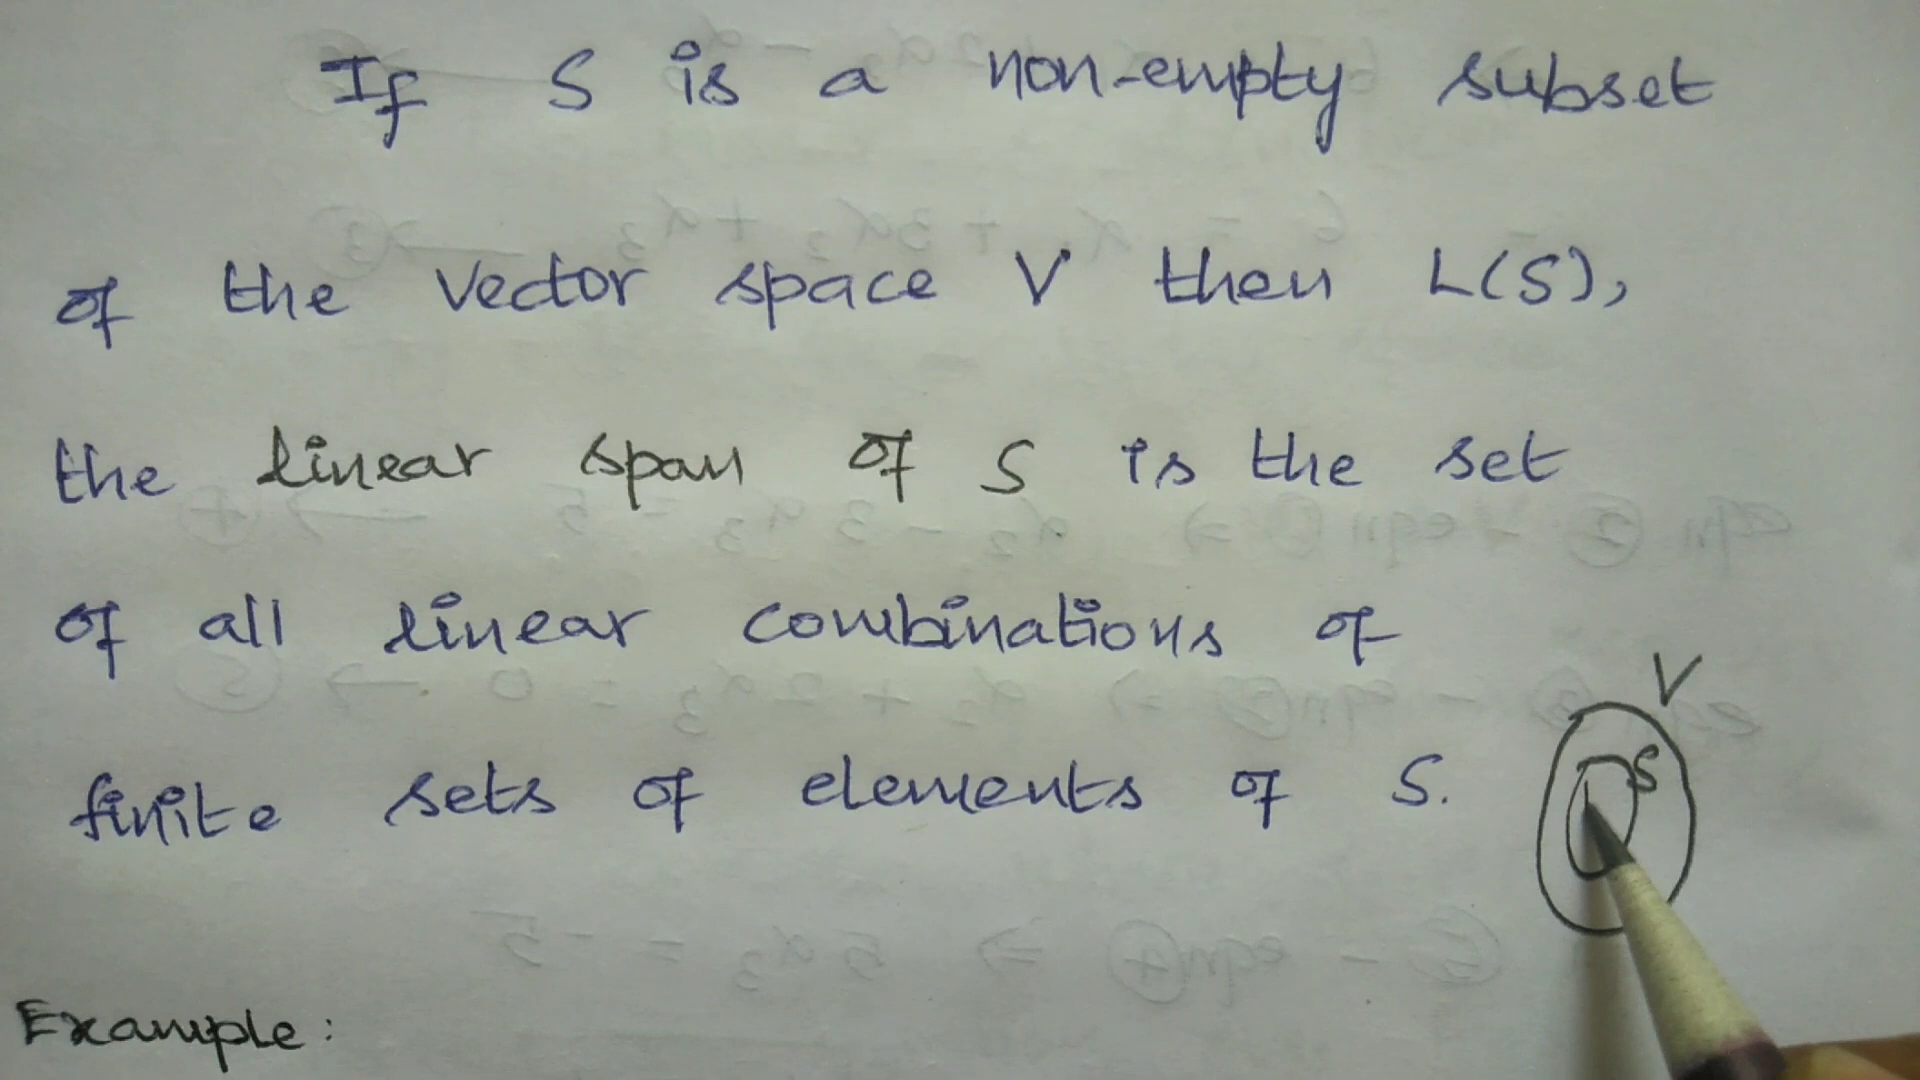 If S is a non-empty subset
of the vector space V then L(S),
the linear span of S is the set
of all linear combinations of
finite sets of elements of S.
V
S
Example: